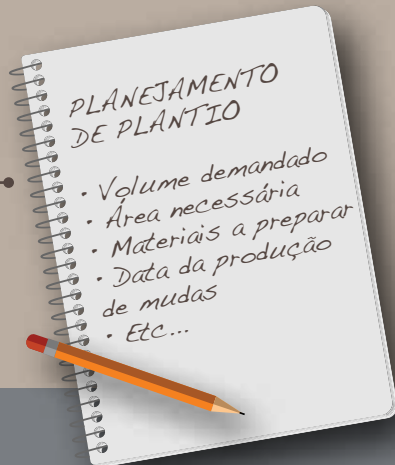 PLANEJAMENTO
DE PLANTIO
• Volume demandado
• Área necessária
• Materiais a preparar
• Data da produção
de mudas
• Etc...